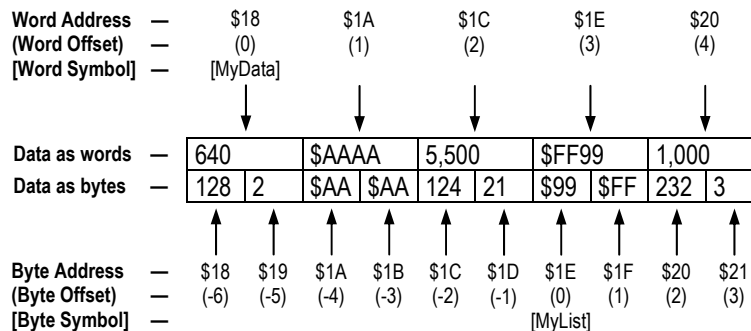 Word Address — $18 $1A $1C $1E $20
(Word Offset) — (0) (1) (2) (3) (4)
[Word Symbol] — [MyData]
Data as words — 640 $AAAA 5,500 $FF99 1,000
Data as bytes — 128 2 $AA $AA 124 21 $99 $FF 232 3
Byte Address — $18 $19 $1A $1B $1C $1D $1E $1F $20 $21
(Byte Offset) — (-6) (-5) (-4) (-3) (-2) (-1) (0) (1) (2) (3)
[Byte Symbol] — [MyList]